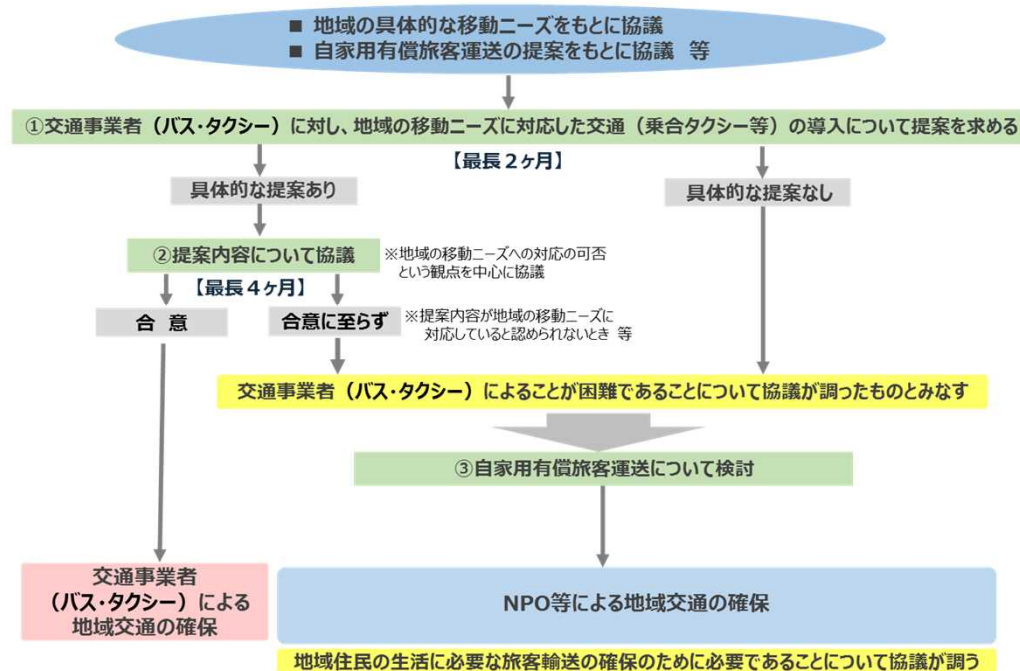 ■ 地域の具体的な移動ニーズをもとに協議
■ 自家用有償旅客運送の提案をもとに協議 等
①交通事業者（バス・タクシー）に対し、地域の移動ニーズに対応した交通（乗合タクシー等）の導入について提案を求める
【最長２ヶ月】
具体的な提案あり
具体的な提案なし
②提案内容について協議
※地域の移動ニーズへの対応の可否
という観点を中心に協議
【最長４ヶ月】
合 意
合意に至らず
※提案内容が地域の移動ニーズに
対応していると認められないとき 等
交通事業者（バス・タクシー）によることが困難であることについて協議が調ったものとみなす
③自家用有償旅客運送について検討
交通事業者
（バス・タクシー）による
地域交通の確保
NPO等による地域交通の確保
地域住民の生活に必要な旅客輸送の確保のために必要であることについて協議が調う